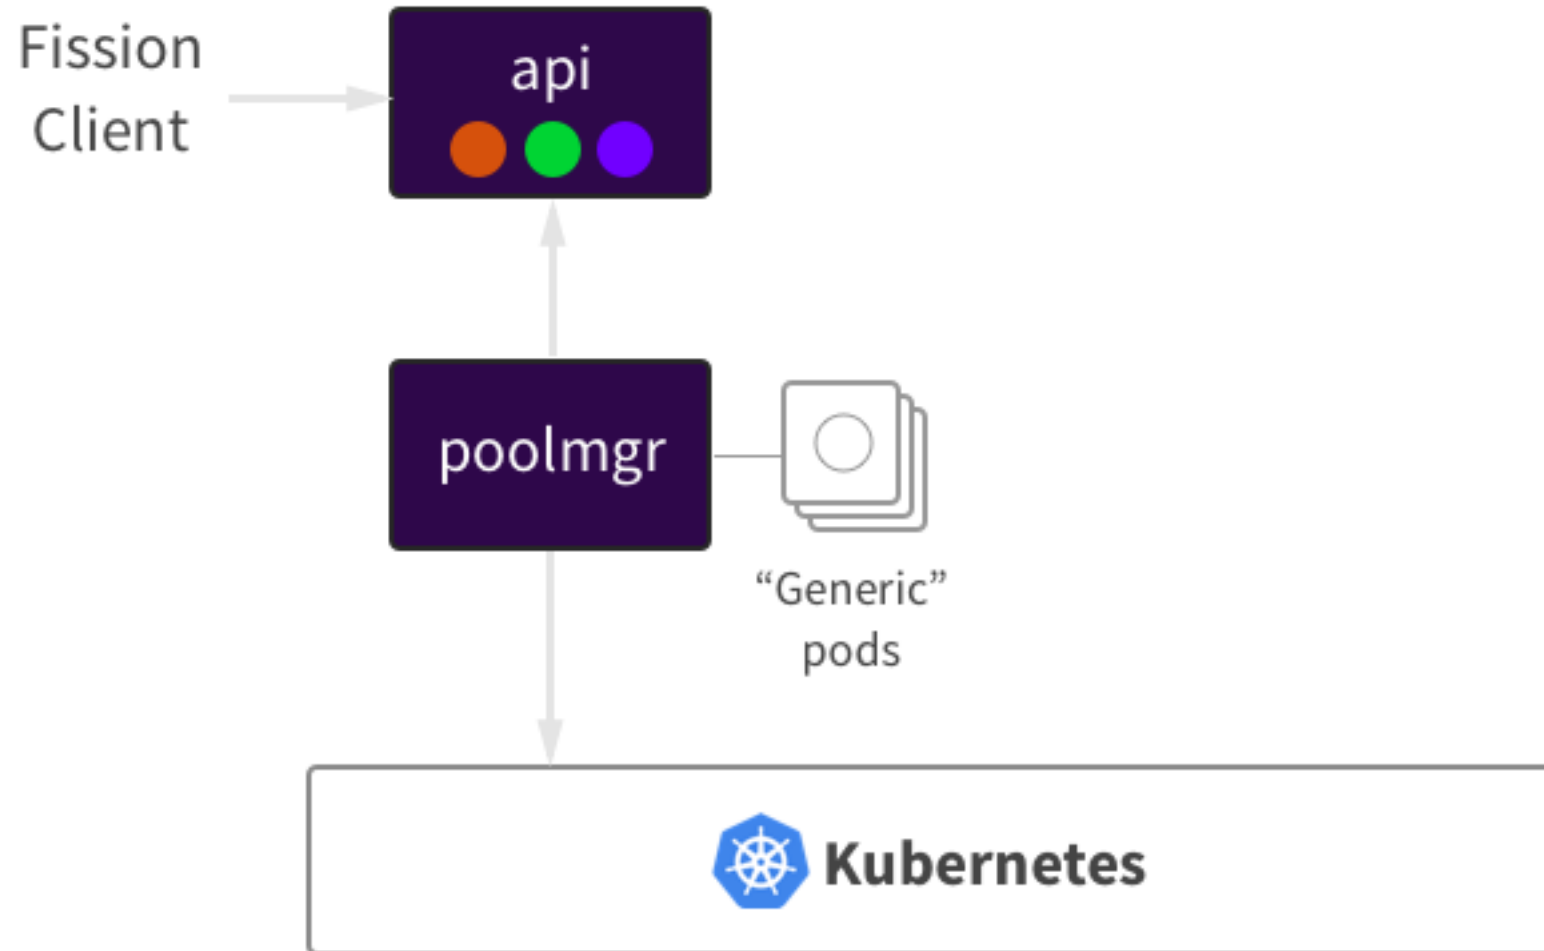 Fission
Client
api
poolmgr
“Generic”
pods
Kubernetes